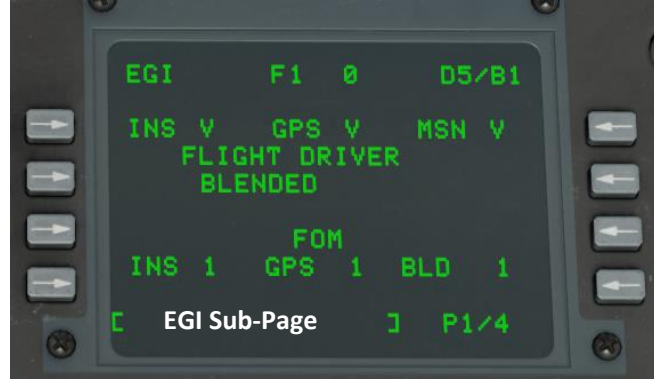 EGI F1 0 D5/B1
INS V GPS V MSN V
FLIGHT DRIVER
BLENDED
FOM
INS 1 GPS 1 BLD 1
[ EGI Sub-Page ] P1/4